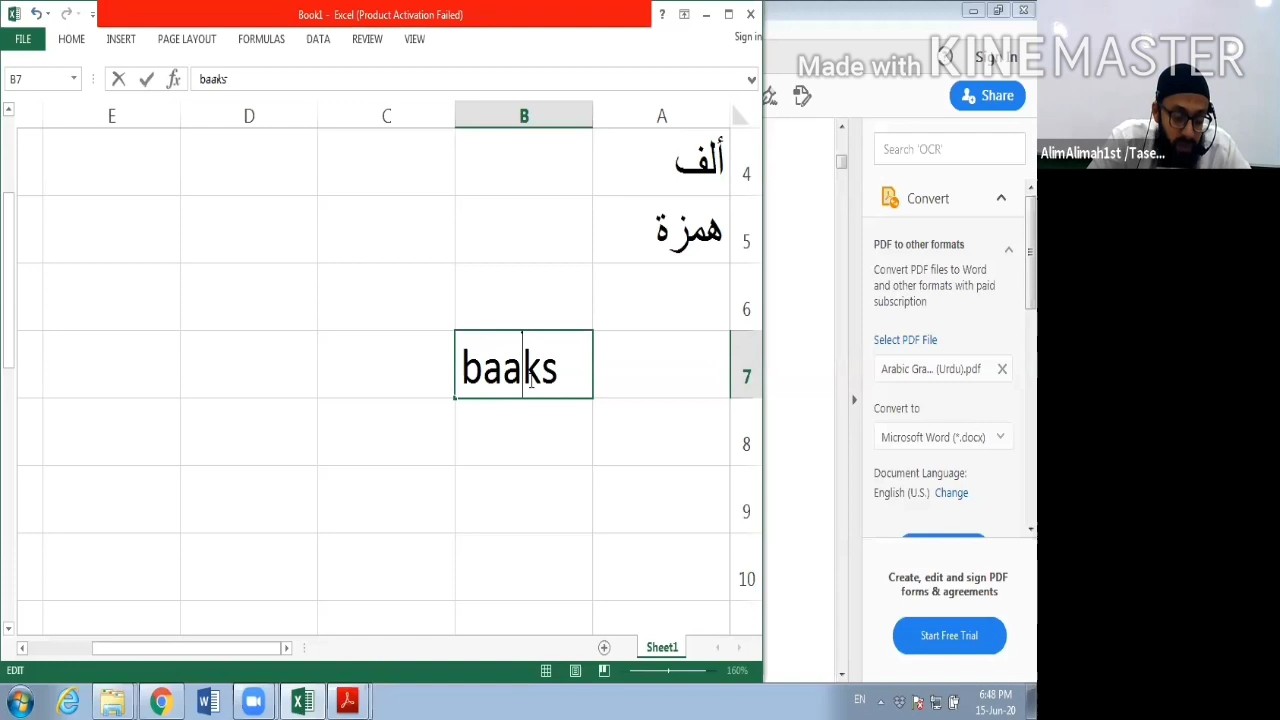 Book1 - Excel (Product Activation Failed)
FILE HOME INSERT PAGE LAYOUT FORMULAS DATA REVIEW VIEW
Sign in
B7
fx
baaks
E D C B A
ألف
4
همزة
5
6
baaks
7
8
9
10
Sheet1
EDIT
160%
Made with KINEMASTER
Sign In
Share
Search 'OCR'
Convert
PDF to other formats
Convert PDF files to Word
and other formats with paid
subscription
Select PDF File
Arabic Gra... (Urdu).pdf
Convert to
Microsoft Word (*.docx)
Document Language:
English (U.S.) Change
Create, edit and sign PDF
forms & agreements
Start Free Trial
AlimAlimah1st /Tase...
EN
6:48 PM
15-Jun-20